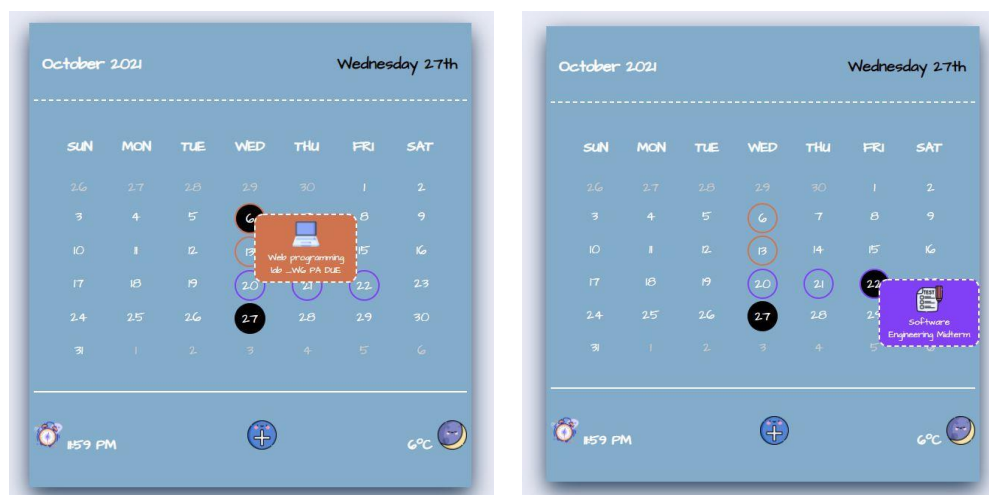 October 2021 Wednesday 27th
SUN MON TUE WED THU FRI SAT
26 27 28 29 30 1 2
3 4 5 6 8 9
10 11 12 13 15 16
Web programming
lab ...W6 PA DUE
17 18 19 20 21 22 23
24 25 26 27 28 29 30
31 1 2 3 4 5 6
11:59 PM 6°C
October 2021 Wednesday 27th
SUN MON TUE WED THU FRI SAT
26 27 28 29 30 1 2
3 4 5 6 7 8 9
10 11 12 13 14 15 16
17 18 19 20 21 22
TEST
24 25 26 27 28 29
Software
Engineering Midterm
31 1 2 3 4 5 6
11:59 PM 6°C